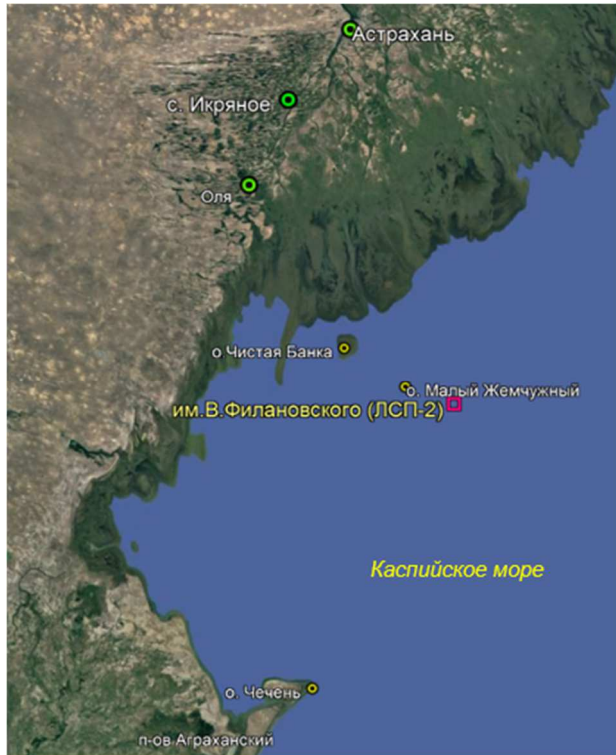 Астрахань
с. Икряное
Оля
о Чистая Банка
о. Малый Жемчужный
им.В.Филановского (ЛСП-2)
Каспийское море
о. Чечень
п-ов Аграханский